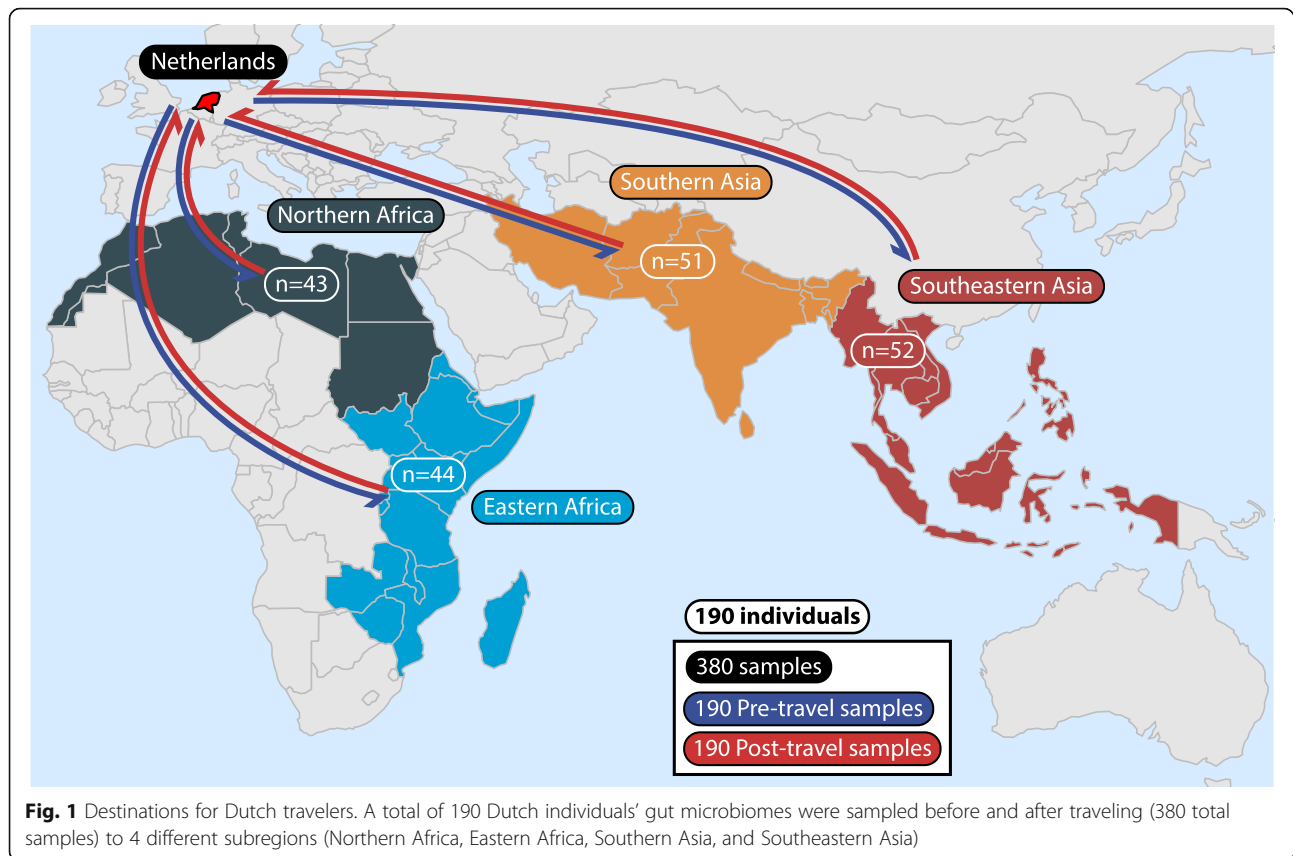 Netherlands
Southern Asia
Northern Africa
n=51
n=43
Southeastern Asia
n=52
n=44
Eastern Africa
190 individuals
380 samples
190 Pre-travel samples
190 Post-travel samples
Fig. 1 Destinations for Dutch travelers. A total of 190 Dutch individuals’ gut microbiomes were sampled before and after traveling (380 total
samples) to 4 different subregions (Northern Africa, Eastern Africa, Southern Asia, and Southeastern Asia)